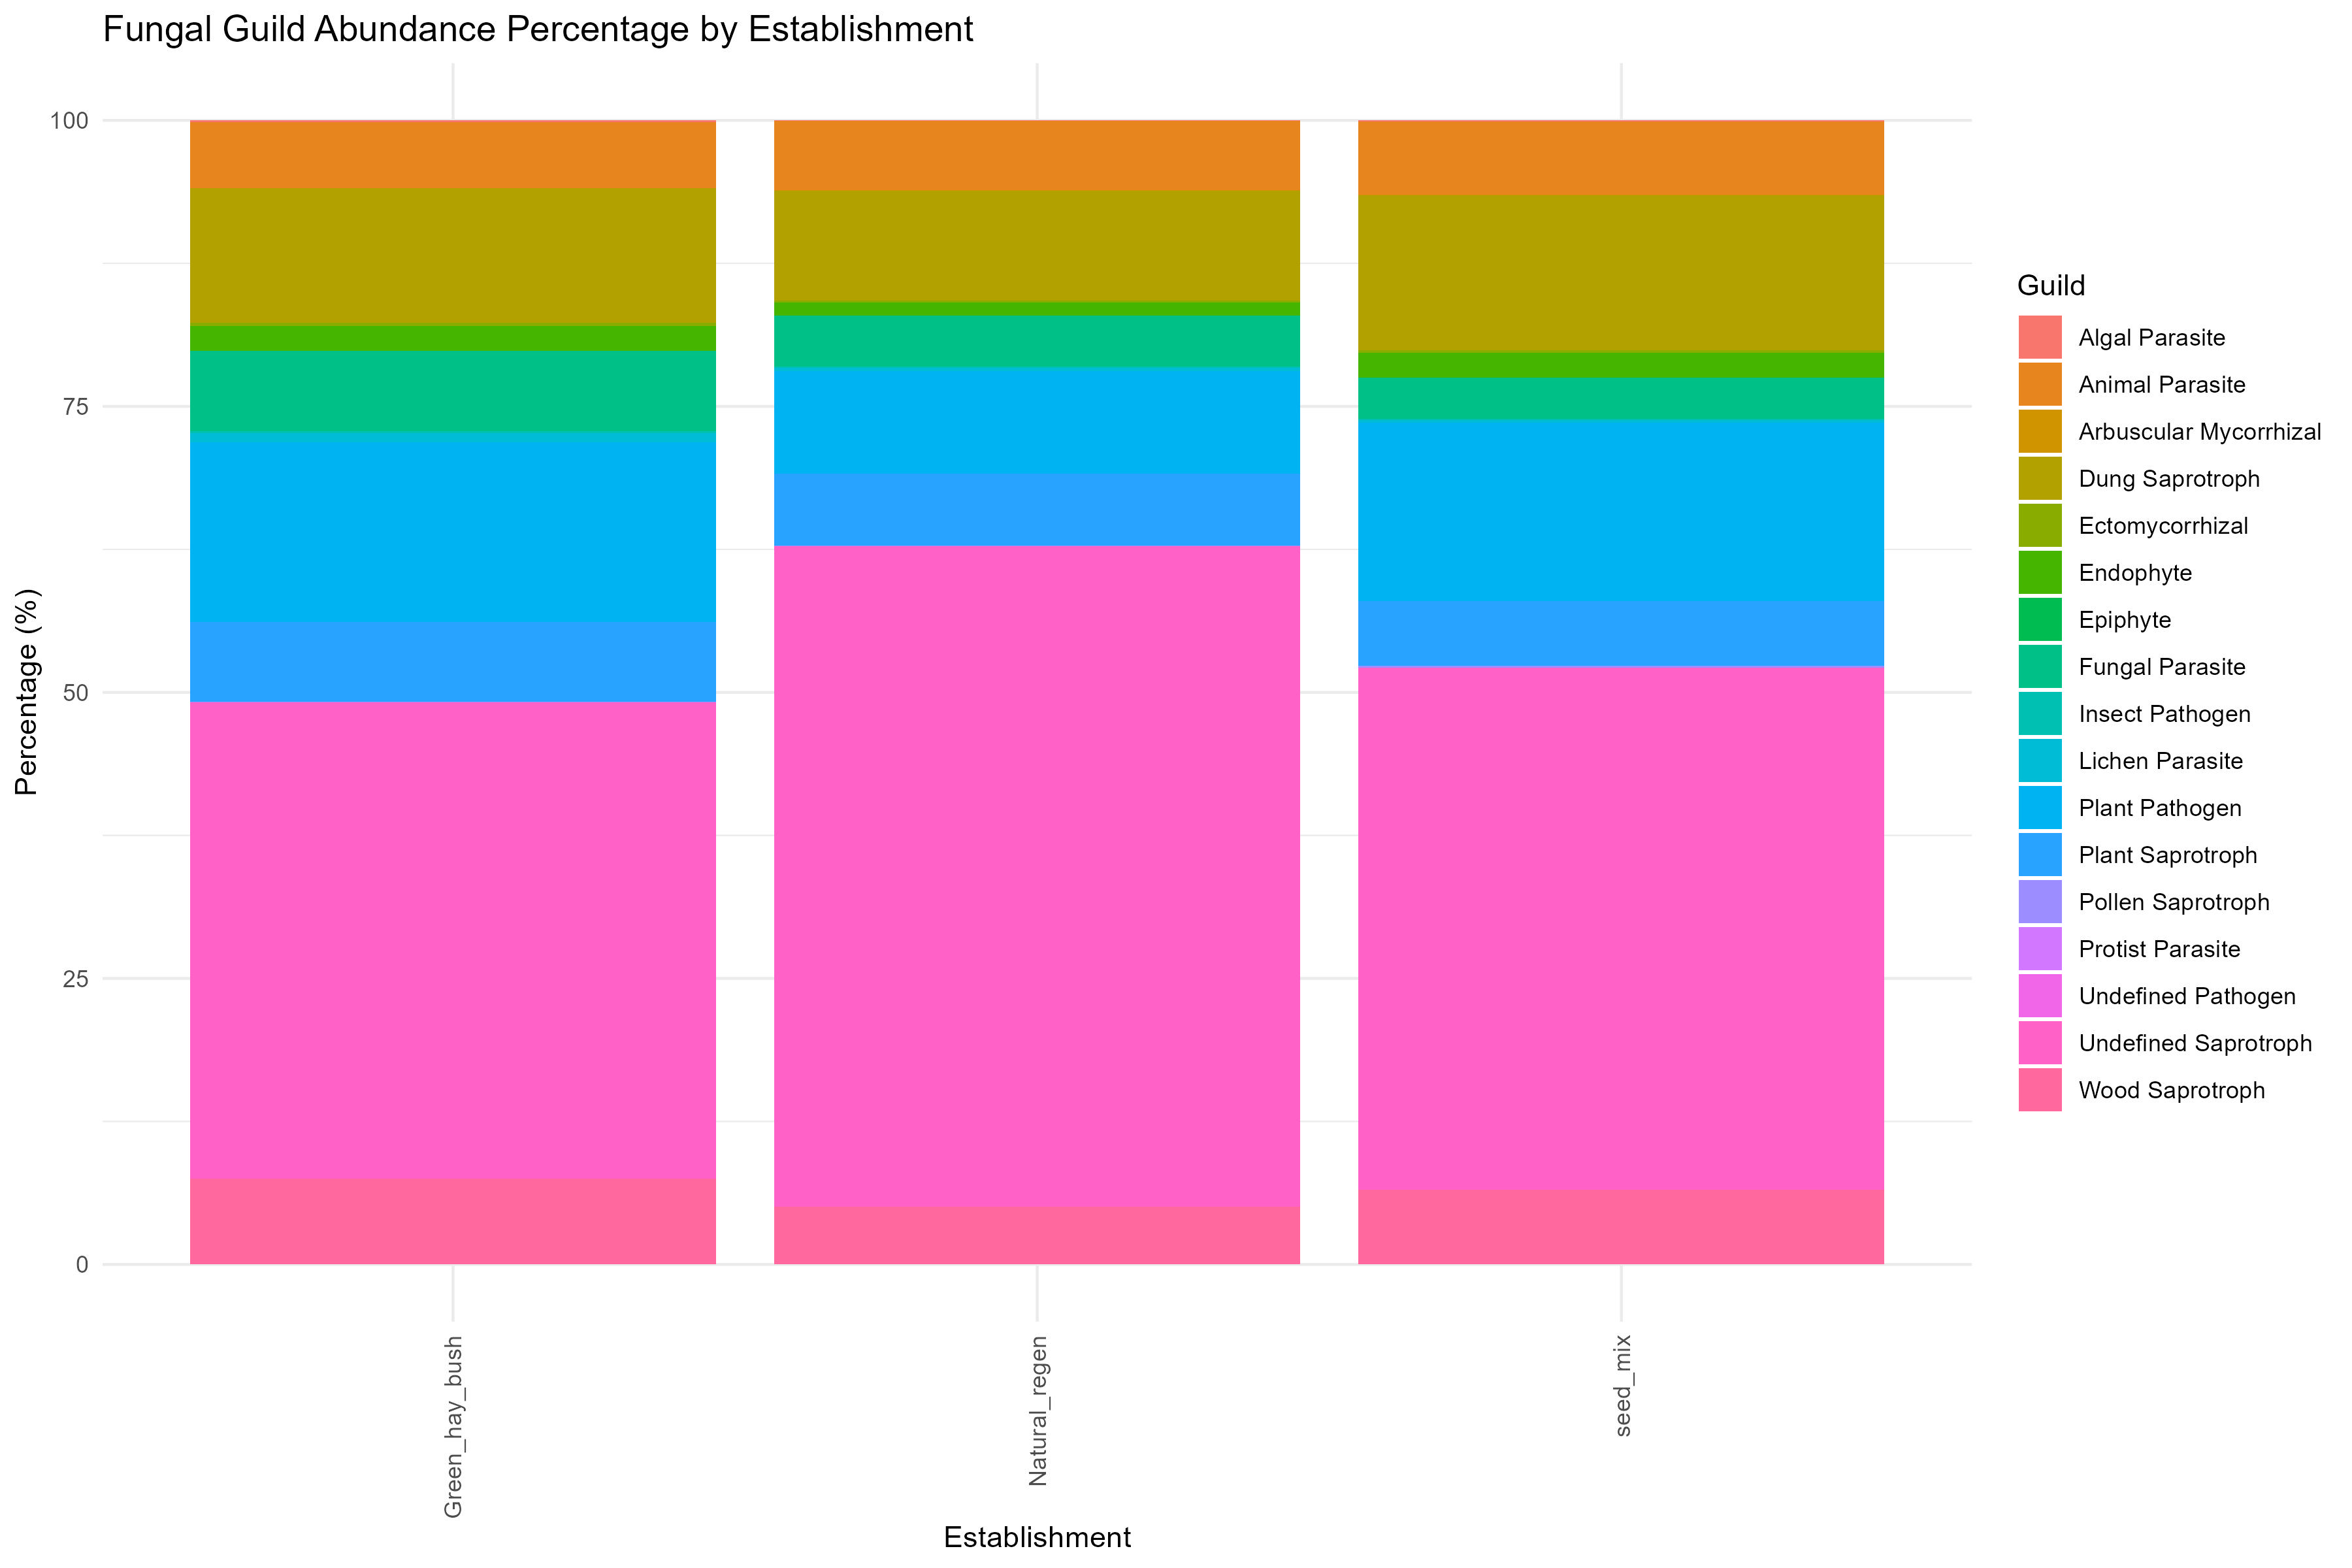 Fungal Guild Abundance Percentage by Establishment
Percentage (%)
100
75
50
25
0
Green_hay_bush
Natural_regen
seed_mix
Establishment
Guild
Algal Parasite
Animal Parasite
Arbuscular Mycorrhizal
Dung Saprotroph
Ectomycorrhizal
Endophyte
Epiphyte
Fungal Parasite
Insect Pathogen
Lichen Parasite
Plant Pathogen
Plant Saprotroph
Pollen Saprotroph
Protist Parasite
Undefined Pathogen
Undefined Saprotroph
Wood Saprotroph